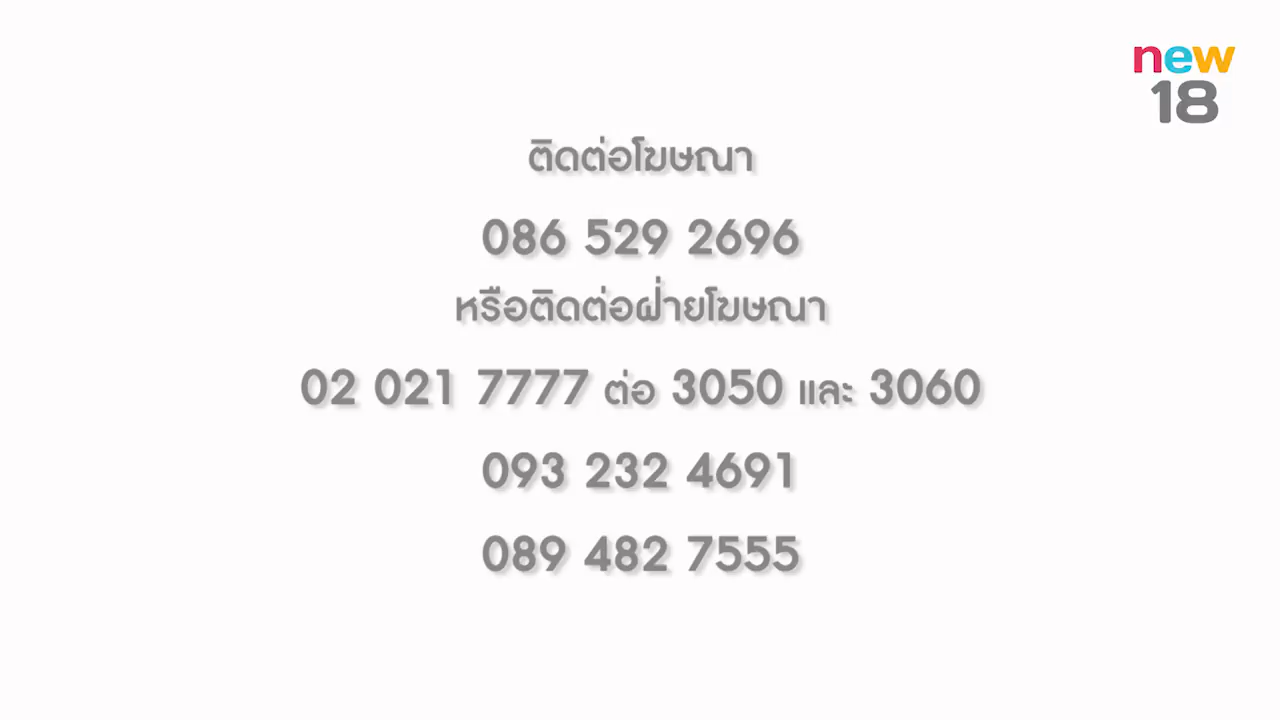 new
18
ติดต่อโฆษณา
086 529 2696
หรือติดต่อฝ่ายโฆษณา
02 021 7777 ต่อ 3050 และ 3060
093 232 4691
089 482 7555